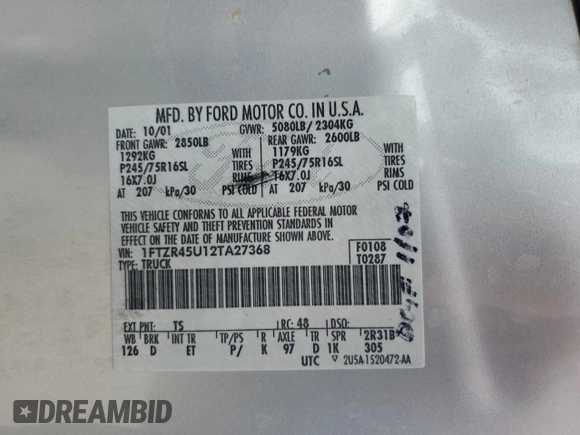 MFD. BY FORD MOTOR CO. IN U.S.A.
DATE: 10/01 GVWR: 5080LB/ 2304KG
FRONT GAWR: 2850LB REAR GAWR: 2600LB
1292KG WITH 1179KG WITH
P245/75R16SL TIRES P245/75R16SL TIRES
16X7.0J RIMS 16X7.0J RIMS
AT 207 kPa/30 PSI COLD AT 207 kPa/30 PSI COLD
THIS VEHICLE CONFORMS TO ALL APPLICABLE FEDERAL MOTOR
VEHICLE SAFETY AND THEFT PREVENTION STANDARDS IN
EFFECT ON THE DATE OF MANUFACTURE SHOWN ABOVE.
VIN: 1FTZR45U12TA27368 F0108
TYPE: TRUCK T0287
EXT PNT: TS RC: 48 DSO:
WB BRK INT TR TP/PS R AXLE TR SPR 2R31B
126 D ET P/ K 97 D 1K 305
UTC ▽ 2U5A-1520472-AA
DREAMBID